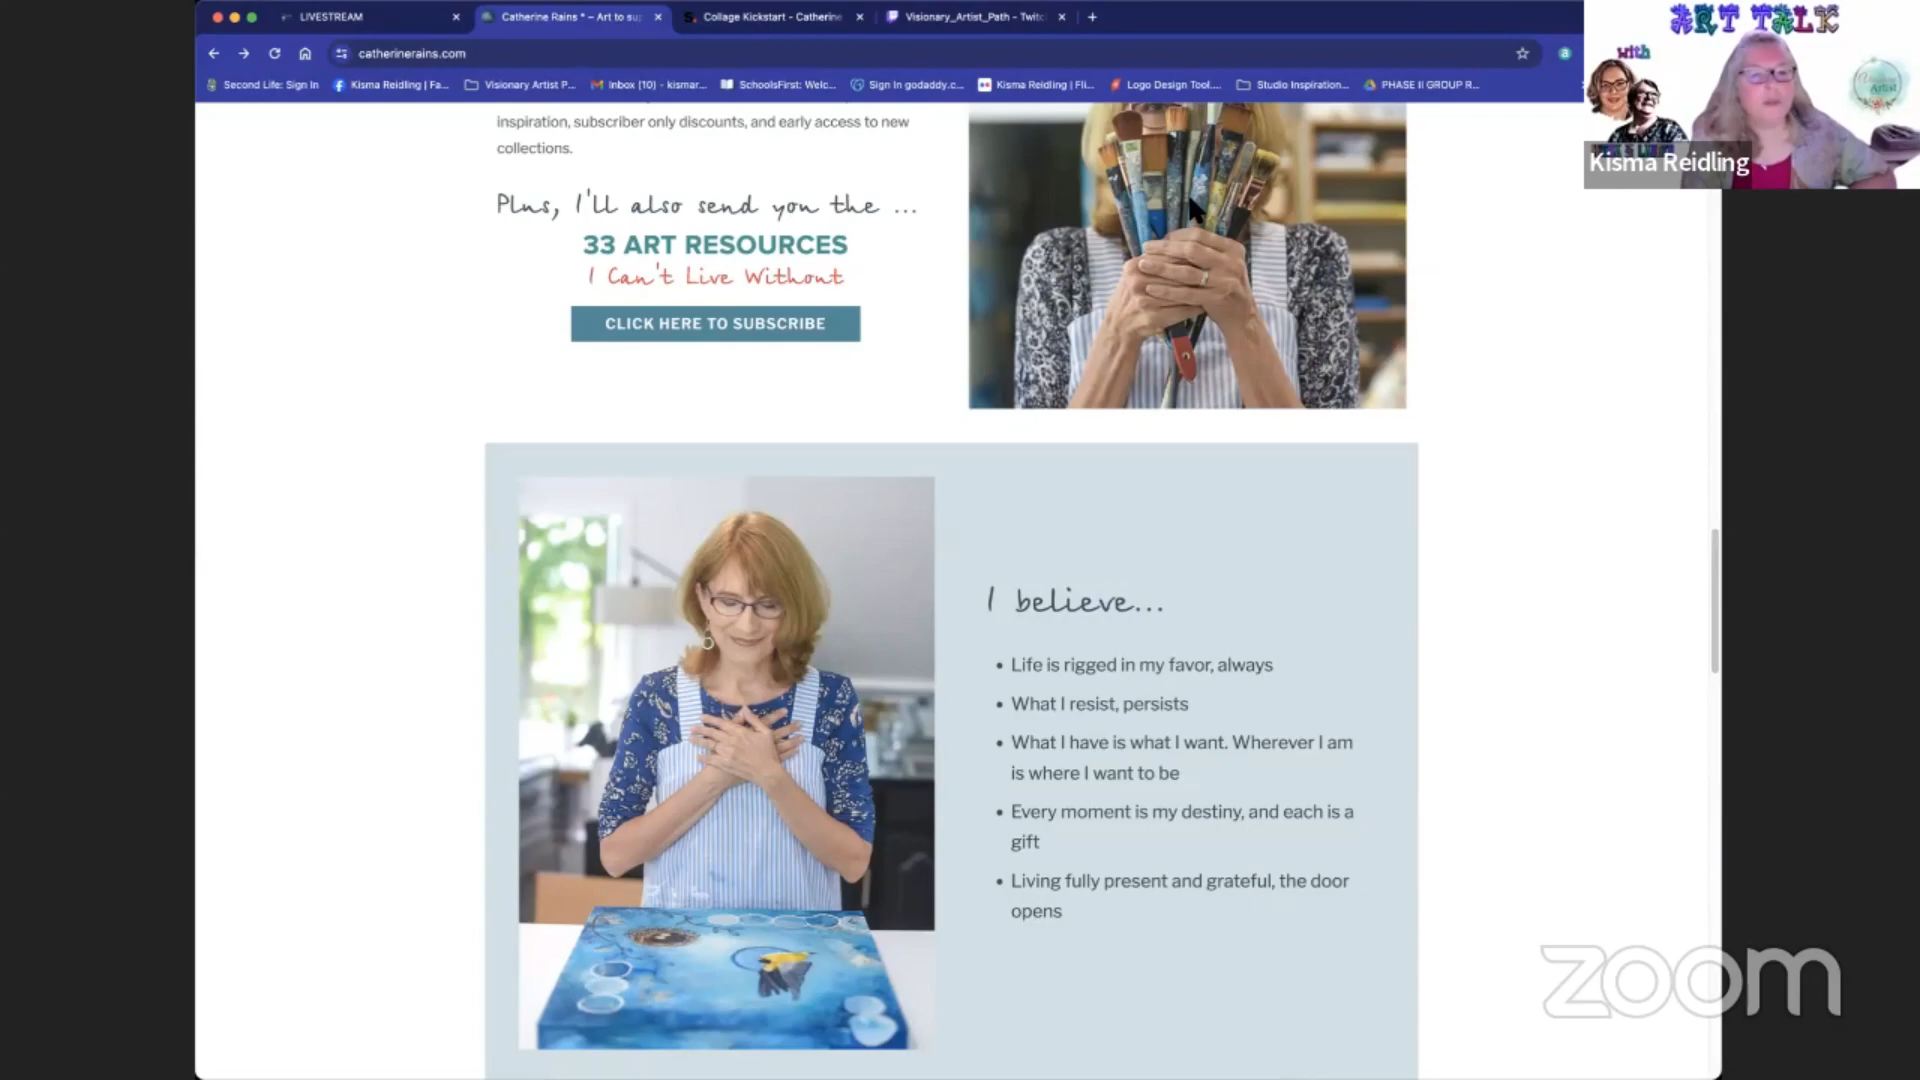 LIVESTREAM
Catherine Rains * – Art to su
Collage Kickstart - Catherine
Visionary_Artist_Path - Twitc
catherinerains.com
Second Life: Sign In
Kisma Reidling | Fa...
Visionary Artist P...
Inbox (10) - kismar...
SchoolsFirst: Welc...
Sign In godaddy.c...
Kisma Reidling | Fli...
Logo Design Tool....
Studio Inspiration...
PHASE II GROUP R...
ART TALK
with
Kisma Reidling
inspiration, subscriber only discounts, and early access to new
collections.
Plus, I'll also send you the ...
33 ART RESOURCES
I Can't Live Without
CLICK HERE TO SUBSCRIBE
I believe...
• Life is rigged in my favor, always
• What I resist, persists
• What I have is what I want. Wherever I am
is where I want to be
• Every moment is my destiny, and each is a
gift
• Living fully present and grateful, the door
opens
zoom